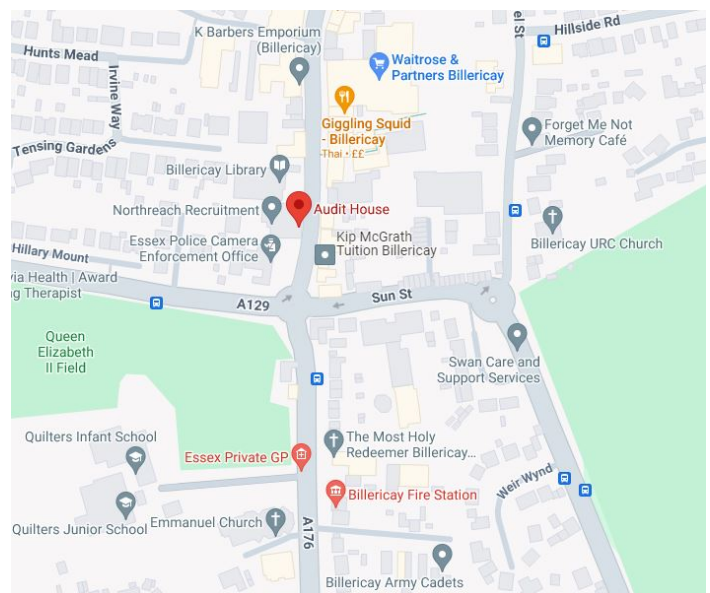 K Barbers Emporium
(Billericay)
el St
Hillside Rd
Hunts Mead
Waitrose &
Partners Billericay
Irvine Way
Giggling Squid
- Billericay
Thai • ££
Forget Me Not
Memory Café
Tensing Gardens
Billericay Library
Northreach Recruitment
Audit House
Essex Police Camera
Enforcement Office
Kip McGrath
Tuition Billericay
Billericay URC Church
Hillary Mount
via Health | Award
ng Therapist
A129
Sun St
Queen
Elizabeth
II Field
Swan Care and
Support Services
Quilters Infant School
Essex Private GP
The Most Holy
Redeemer Billericay...
Billericay Fire Station
Weir Wynd
Quilters Junior School
Emmanuel Church
A176
Billericay Army Cadets